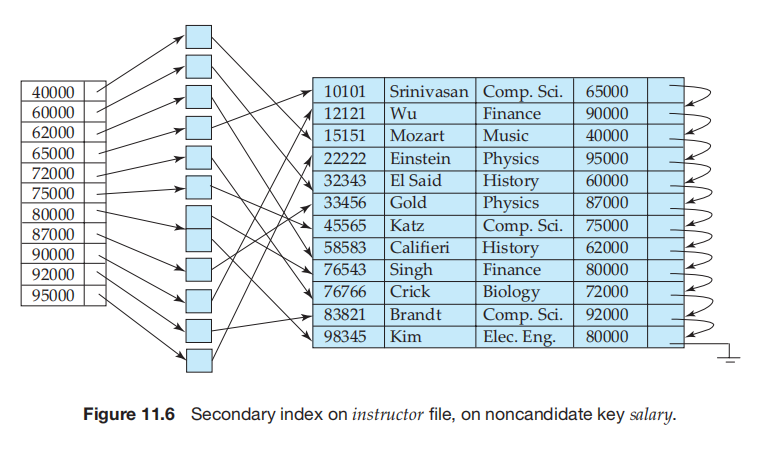 40000
60000
62000
65000
72000
75000
80000
87000
90000
92000
95000
10101 Srinivasan Comp. Sci. 65000
12121 Wu Finance 90000
15151 Mozart Music 40000
22222 Einstein Physics 95000
32343 El Said History 60000
33456 Gold Physics 87000
45565 Katz Comp. Sci. 75000
58583 Califieri History 62000
76543 Singh Finance 80000
76766 Crick Biology 72000
83821 Brandt Comp. Sci. 92000
98345 Kim Elec. Eng. 80000
Figure 11.6 Secondary index on instructor file, on noncandidate key salary.